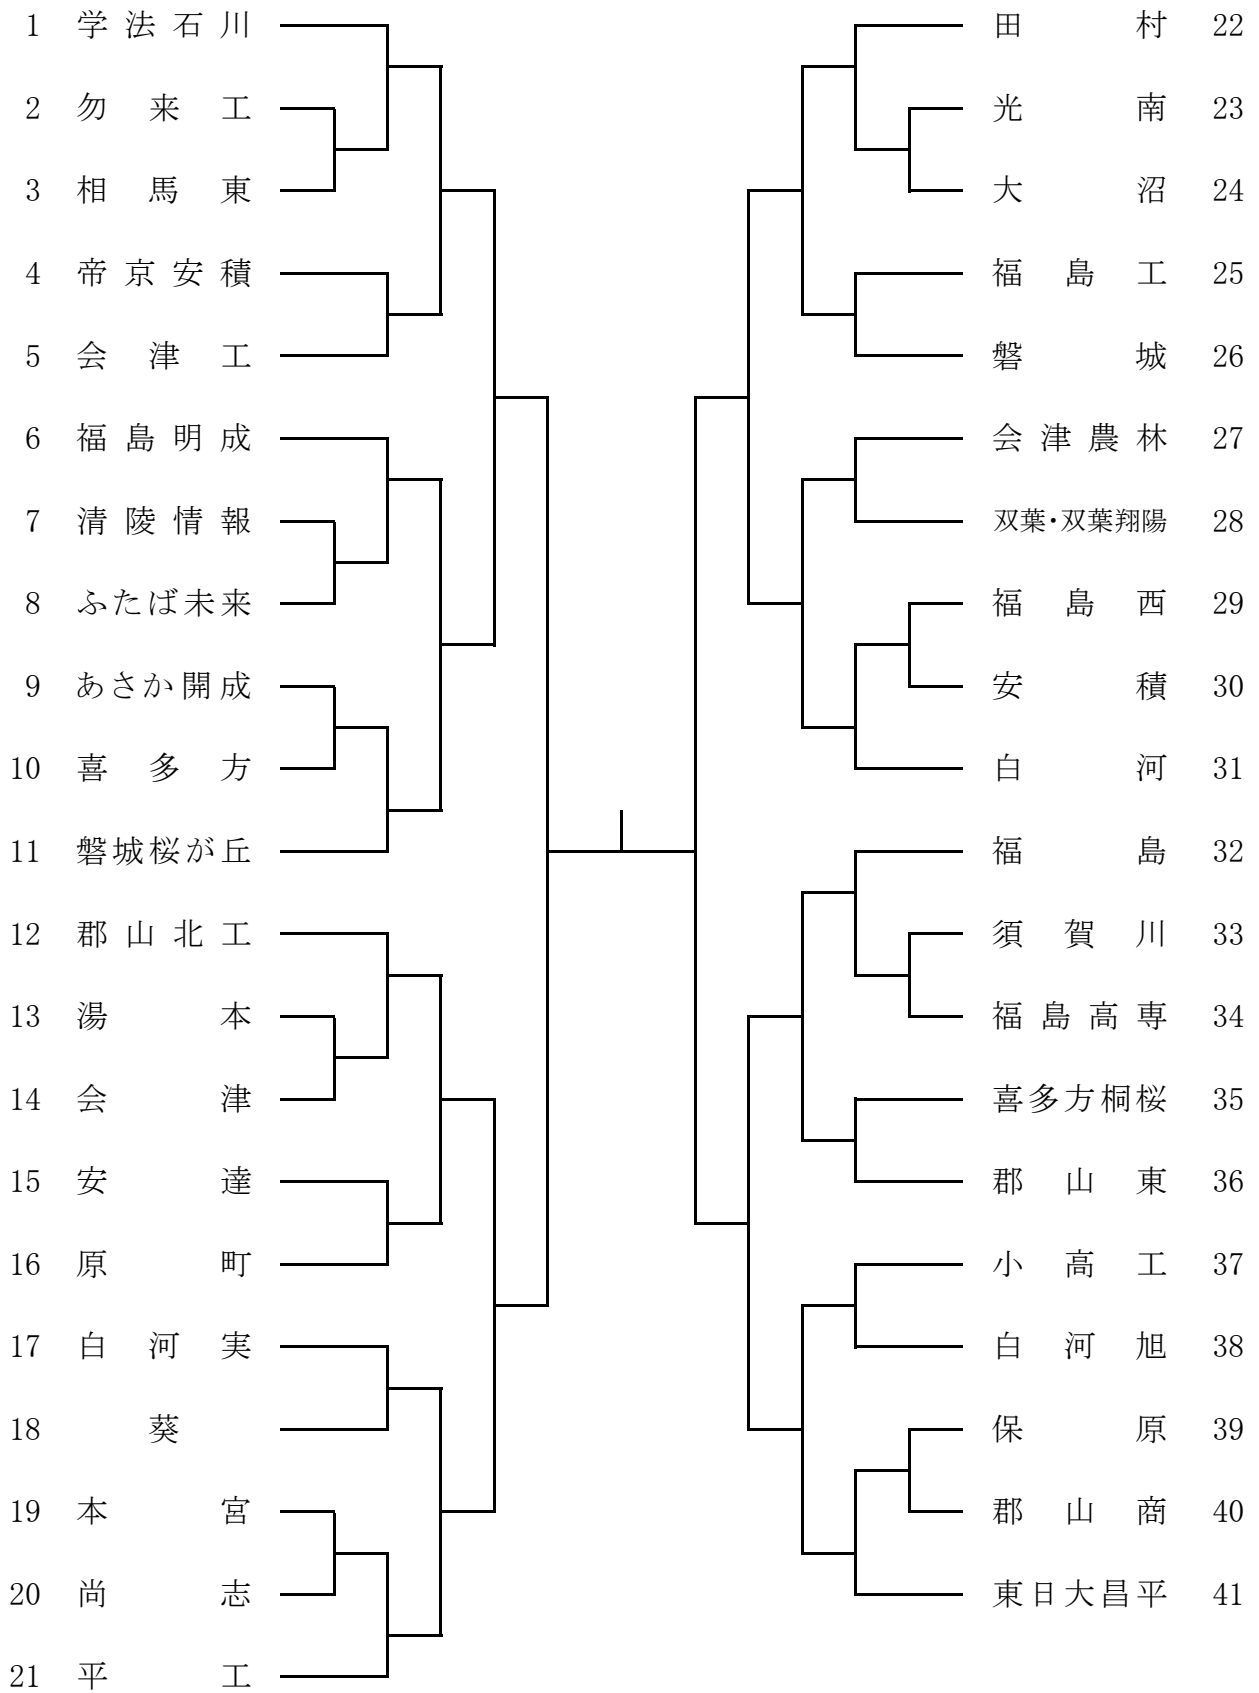 1 学法石川
2 勿来工
3 相馬東
4 帝京安積
5 会津工
6 福島明成
7 清陵情報
8 ふたば未来
9 あさか開成
10 喜多方
11 磐城桜が丘
12 郡山北工
13 湯本
14 会津
15 安達
16 原町
17 白河実
18 葵
19 本宮
20 尚志
21 平工
田村 22
光南 23
大沼 24
福島工 25
磐城 26
会津農林 27
双葉・双葉翔陽 28
福島西 29
安積 30
白河 31
福島 32
須賀川 33
福島高専 34
喜多方桐桜 35
郡山東 36
小高工 37
白河旭 38
保原 39
郡山商 40
東日大昌平 41